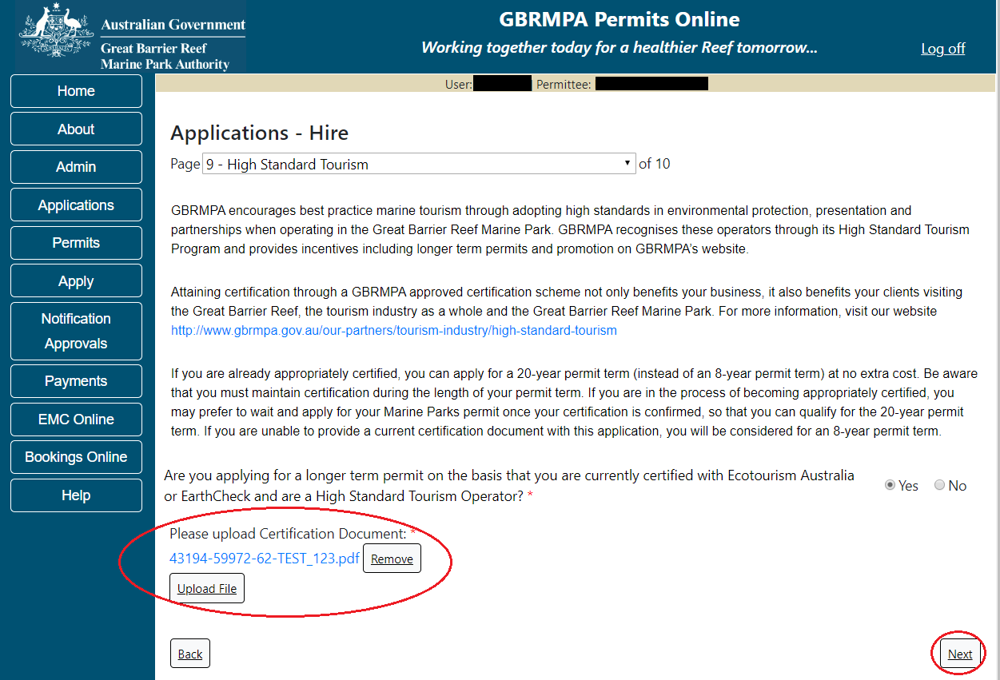 Australian Government
Great Barrier Reef
Marine Park Authority
GBRMPA Permits Online
Working together today for a healthier Reef tomorrow...
Log off
Home
About
Admin
Applications
Permits
Apply
Notification
Approvals
Payments
EMC Online
Bookings Online
Help
User: Permittee:
Applications - Hire
Page 9 - High Standard Tourism of 10
GBRMPA encourages best practice marine tourism through adopting high standards in environmental protection, presentation and
partnerships when operating in the Great Barrier Reef Marine Park. GBRMPA recognises these operators through its High Standard Tourism
Program and provides incentives including longer term permits and promotion on GBRMPA's website.
Attaining certification through a GBRMPA approved certification scheme not only benefits your business, it also benefits your clients visiting
the Great Barrier Reef, the tourism industry as a whole and the Great Barrier Reef Marine Park. For more information, visit our website
http://www.gbrmpa.gov.au/our-partners/tourism-industry/high-standard-tourism
If you are already appropriately certified, you can apply for a 20-year permit term (instead of an 8-year permit term) at no extra cost. Be aware
that you must maintain certification during the length of your permit term. If you are in the process of becoming appropriately certified, you
may prefer to wait and apply for your Marine Parks permit once your certification is confirmed, so that you can qualify for the 20-year permit
term. If you are unable to provide a current certification document with this application, you will be considered for an 8-year permit term.
Are you applying for a longer term permit on the basis that you are currently certified with Ecotourism Australia
or EarthCheck and are a High Standard Tourism Operator? *
Yes No
Please upload Certification Document: *
43194-59972-62-TEST_123.pdf Remove
Upload File
Back
Next